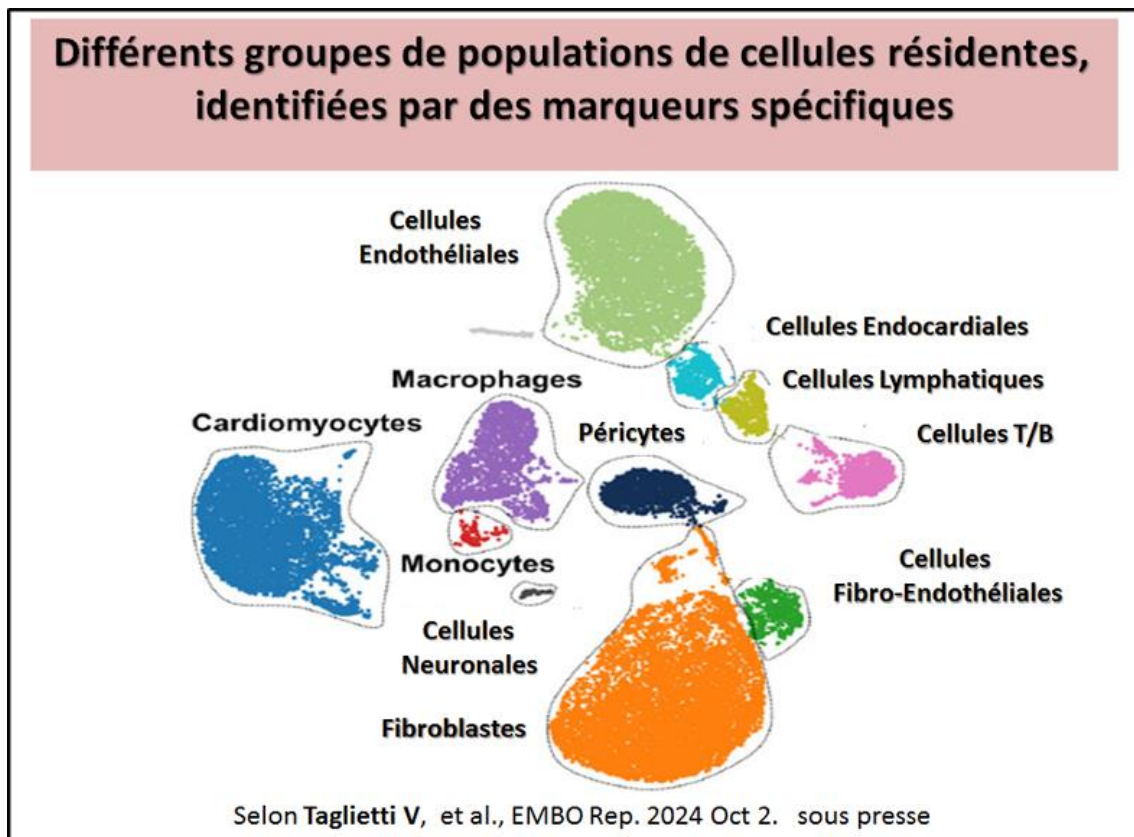 Différents groupes de populations de cellules résidentes,
identifiées par des marqueurs spécifiques
Cellules
Endothéliales
Cellules Endocardiales
Macrophages
Cellules Lymphatiques
Cardiomyocytes
Péricytes
Cellules T/B
Monocytes
Cellules
Fibro-Endothéliales
Cellules
Neuronales
Fibroblastes
Selon Taglietti V, et al., EMBO Rep. 2024 Oct 2. sous presse